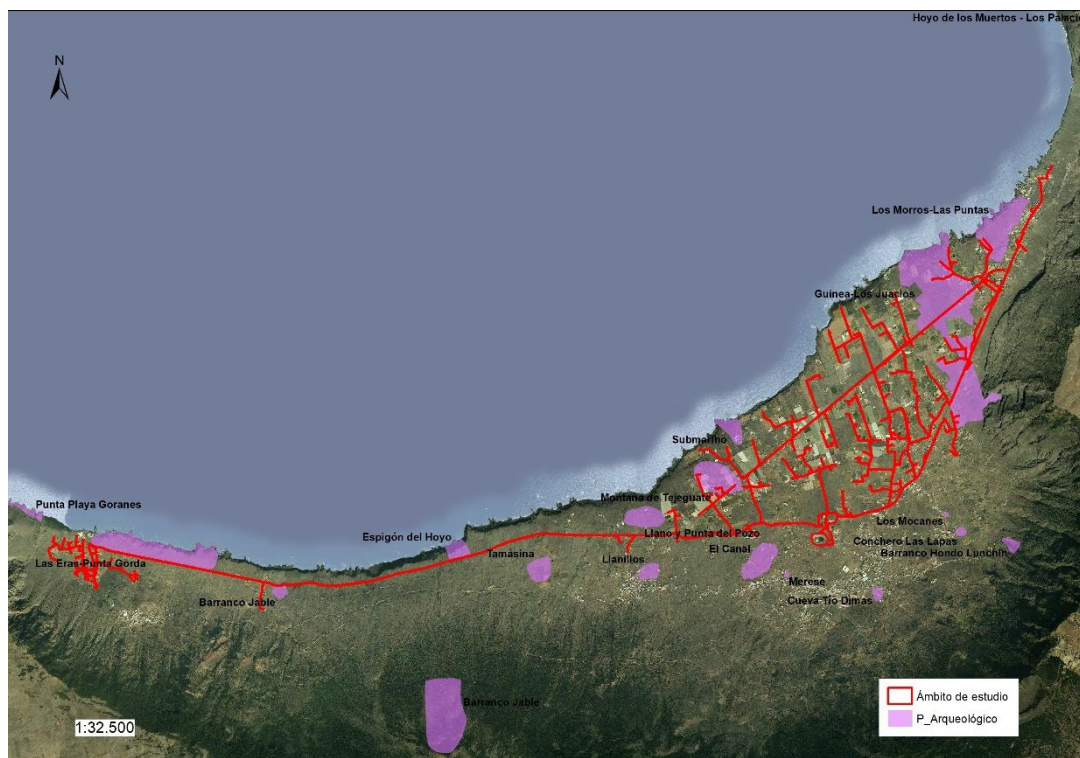 Hoyo de los Muertos - Los Palacio
N
Los Morros-Las Puntas
Guinea-Los Juaclos
Submarino
Montaña de Tejeguate
Punta Playa Goranes
Espigón del Hoyo
Llano y Punta del Pozo
Los Mocanes
Tamásina
El Canal
Conchero Las Lapas
Barranco Hondo Lunchín
Las Eras-Punta Gorda
Llanillos
Merese
Barranco Jable
Cueva Tío Dimas
Barranco Jable
Ámbito de estudio
P_Arqueológico
1:32.500